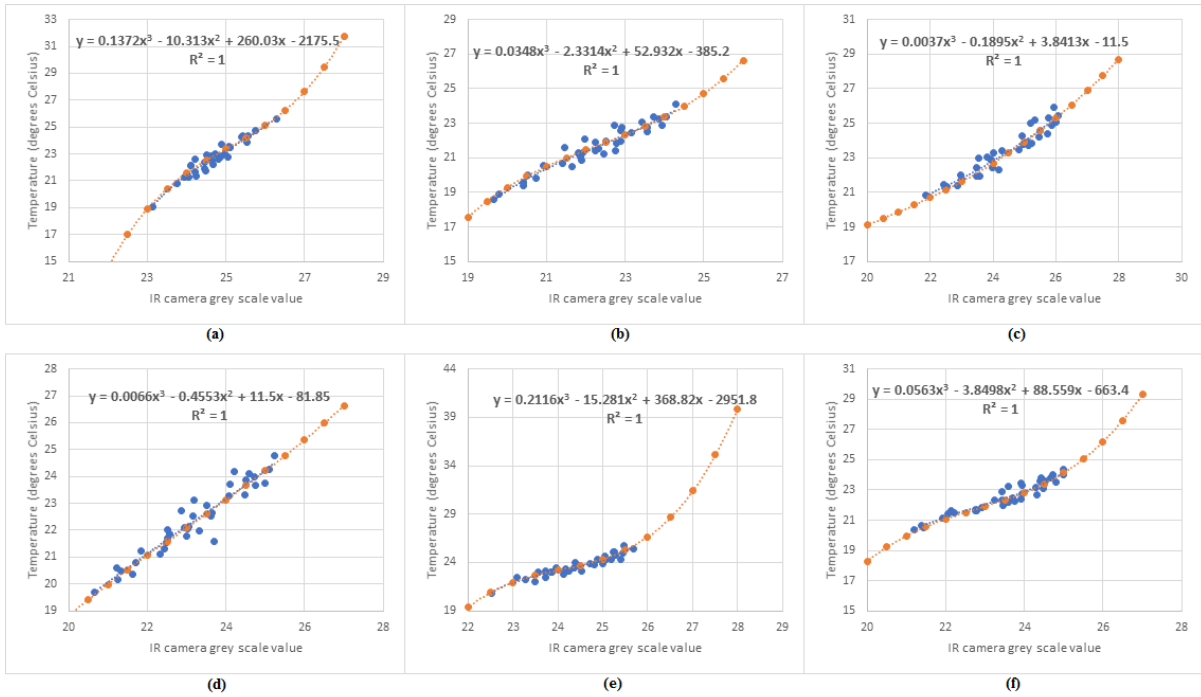 33
31
29
27
25
23
21
19
17
15
21
23
25
27
29
y = 0.1372x³ - 10.313x² + 260.03x - 2175.5
R² = 1
Temperature (degrees Celsius)
IR camera grey scale value
(a)
29
27
25
23
21
19
17
15
19
21
23
25
27
y = 0.0348x³ - 2.3314x² + 52.932x - 385.2
R² = 1
Temperature (degrees Celsius)
IR camera grey scale value
(b)
31
29
27
25
23
21
19
17
20
22
24
26
28
30
y = 0.0037x³ - 0.1895x² + 3.8413x - 11.5
R² = 1
Temperature (degrees Celsius)
IR camera grey scale value
(c)
28
27
26
25
24
23
22
21
20
19
20
22
24
26
28
y = 0.0066x³ - 0.4553x² + 11.5x - 81.85
R² = 1
Temperature (degrees Celsius)
IR camera grey scale value
(d)
44
39
34
29
24
19
22
23
24
25
26
27
28
29
y = 0.2116x³ - 15.281x² + 368.82x - 2951.8
R² = 1
Temperature (degrees Celsius)
IR camera grey scale value
(e)
31
29
27
25
23
21
19
17
15
20
22
24
26
28
y = 0.0563x³ - 3.8498x² + 88.559x - 663.4
R² = 1
Temperature (degrees Celsius)
IR camera grey scale value
(f)